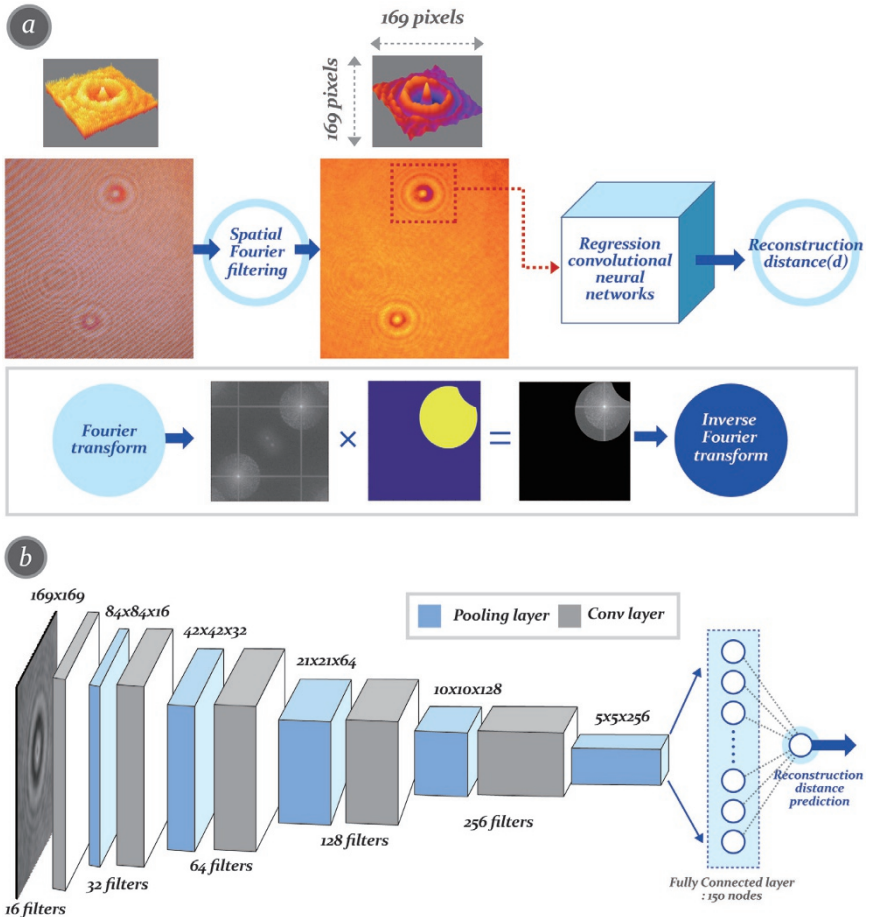 a
169 pixels
169 pixels
Spatial
Fourier
filtering
Regression
convolutional
neural
networks
Reconstruction
distance(d)
Fourier
transform
×
=
Inverse
Fourier
transform
b
169x169
84x84x16
42x42x32
21x21x64
10x10x128
5x5x256
Pooling layer
Conv layer
16 filters
32 filters
64 filters
128 filters
256 filters
Reconstruction
distance
prediction
Fully Connected layer
: 150 nodes